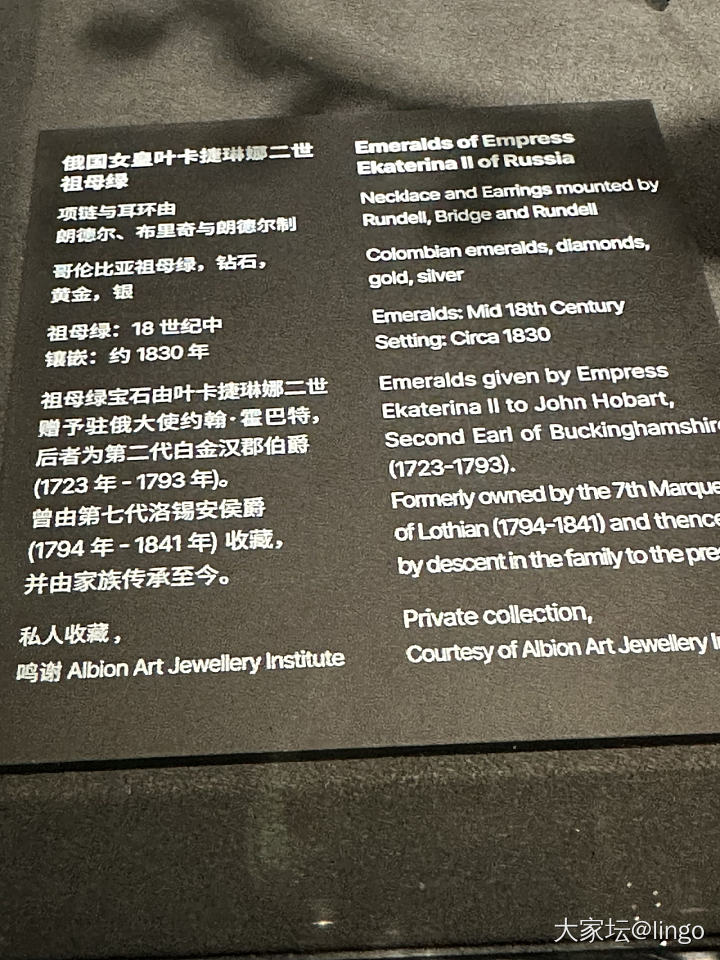 俄国女皇叶卡捷琳娜二世
祖母绿
项链与耳环由
朗德尔、布里奇与朗德尔制
哥伦比亚祖母绿，钻石，
黄金，银
祖母绿：18 世纪中
镶嵌：约 1830 年
祖母绿宝石由叶卡捷琳娜二世
赠予驻俄大使约翰·霍巴特，
后者为第二代白金汉郡伯爵
(1723 年 - 1793 年)。
曾由第七代洛锡安侯爵
(1794 年 - 1841 年) 收藏，
并由家族传承至今。
私人收藏，
鸣谢 Albion Art Jewellery Institute
Emeralds of Empress
Ekaterina II of Russia
Necklace and Earrings mounted by
Rundell, Bridge and Rundell
Colombian emeralds, diamonds,
gold, silver
Emeralds: Mid 18th Century
Setting: Circa 1830
Emeralds given by Empress
Ekaterina II to John Hobart,
Second Earl of Buckinghamshire
(1723-1793).
Formerly owned by the 7th Marque
of Lothian (1794-1841) and thence
by descent in the family to the pre
Private collection,
Courtesy of Albion Art Jewellery I
大家坛@lingo